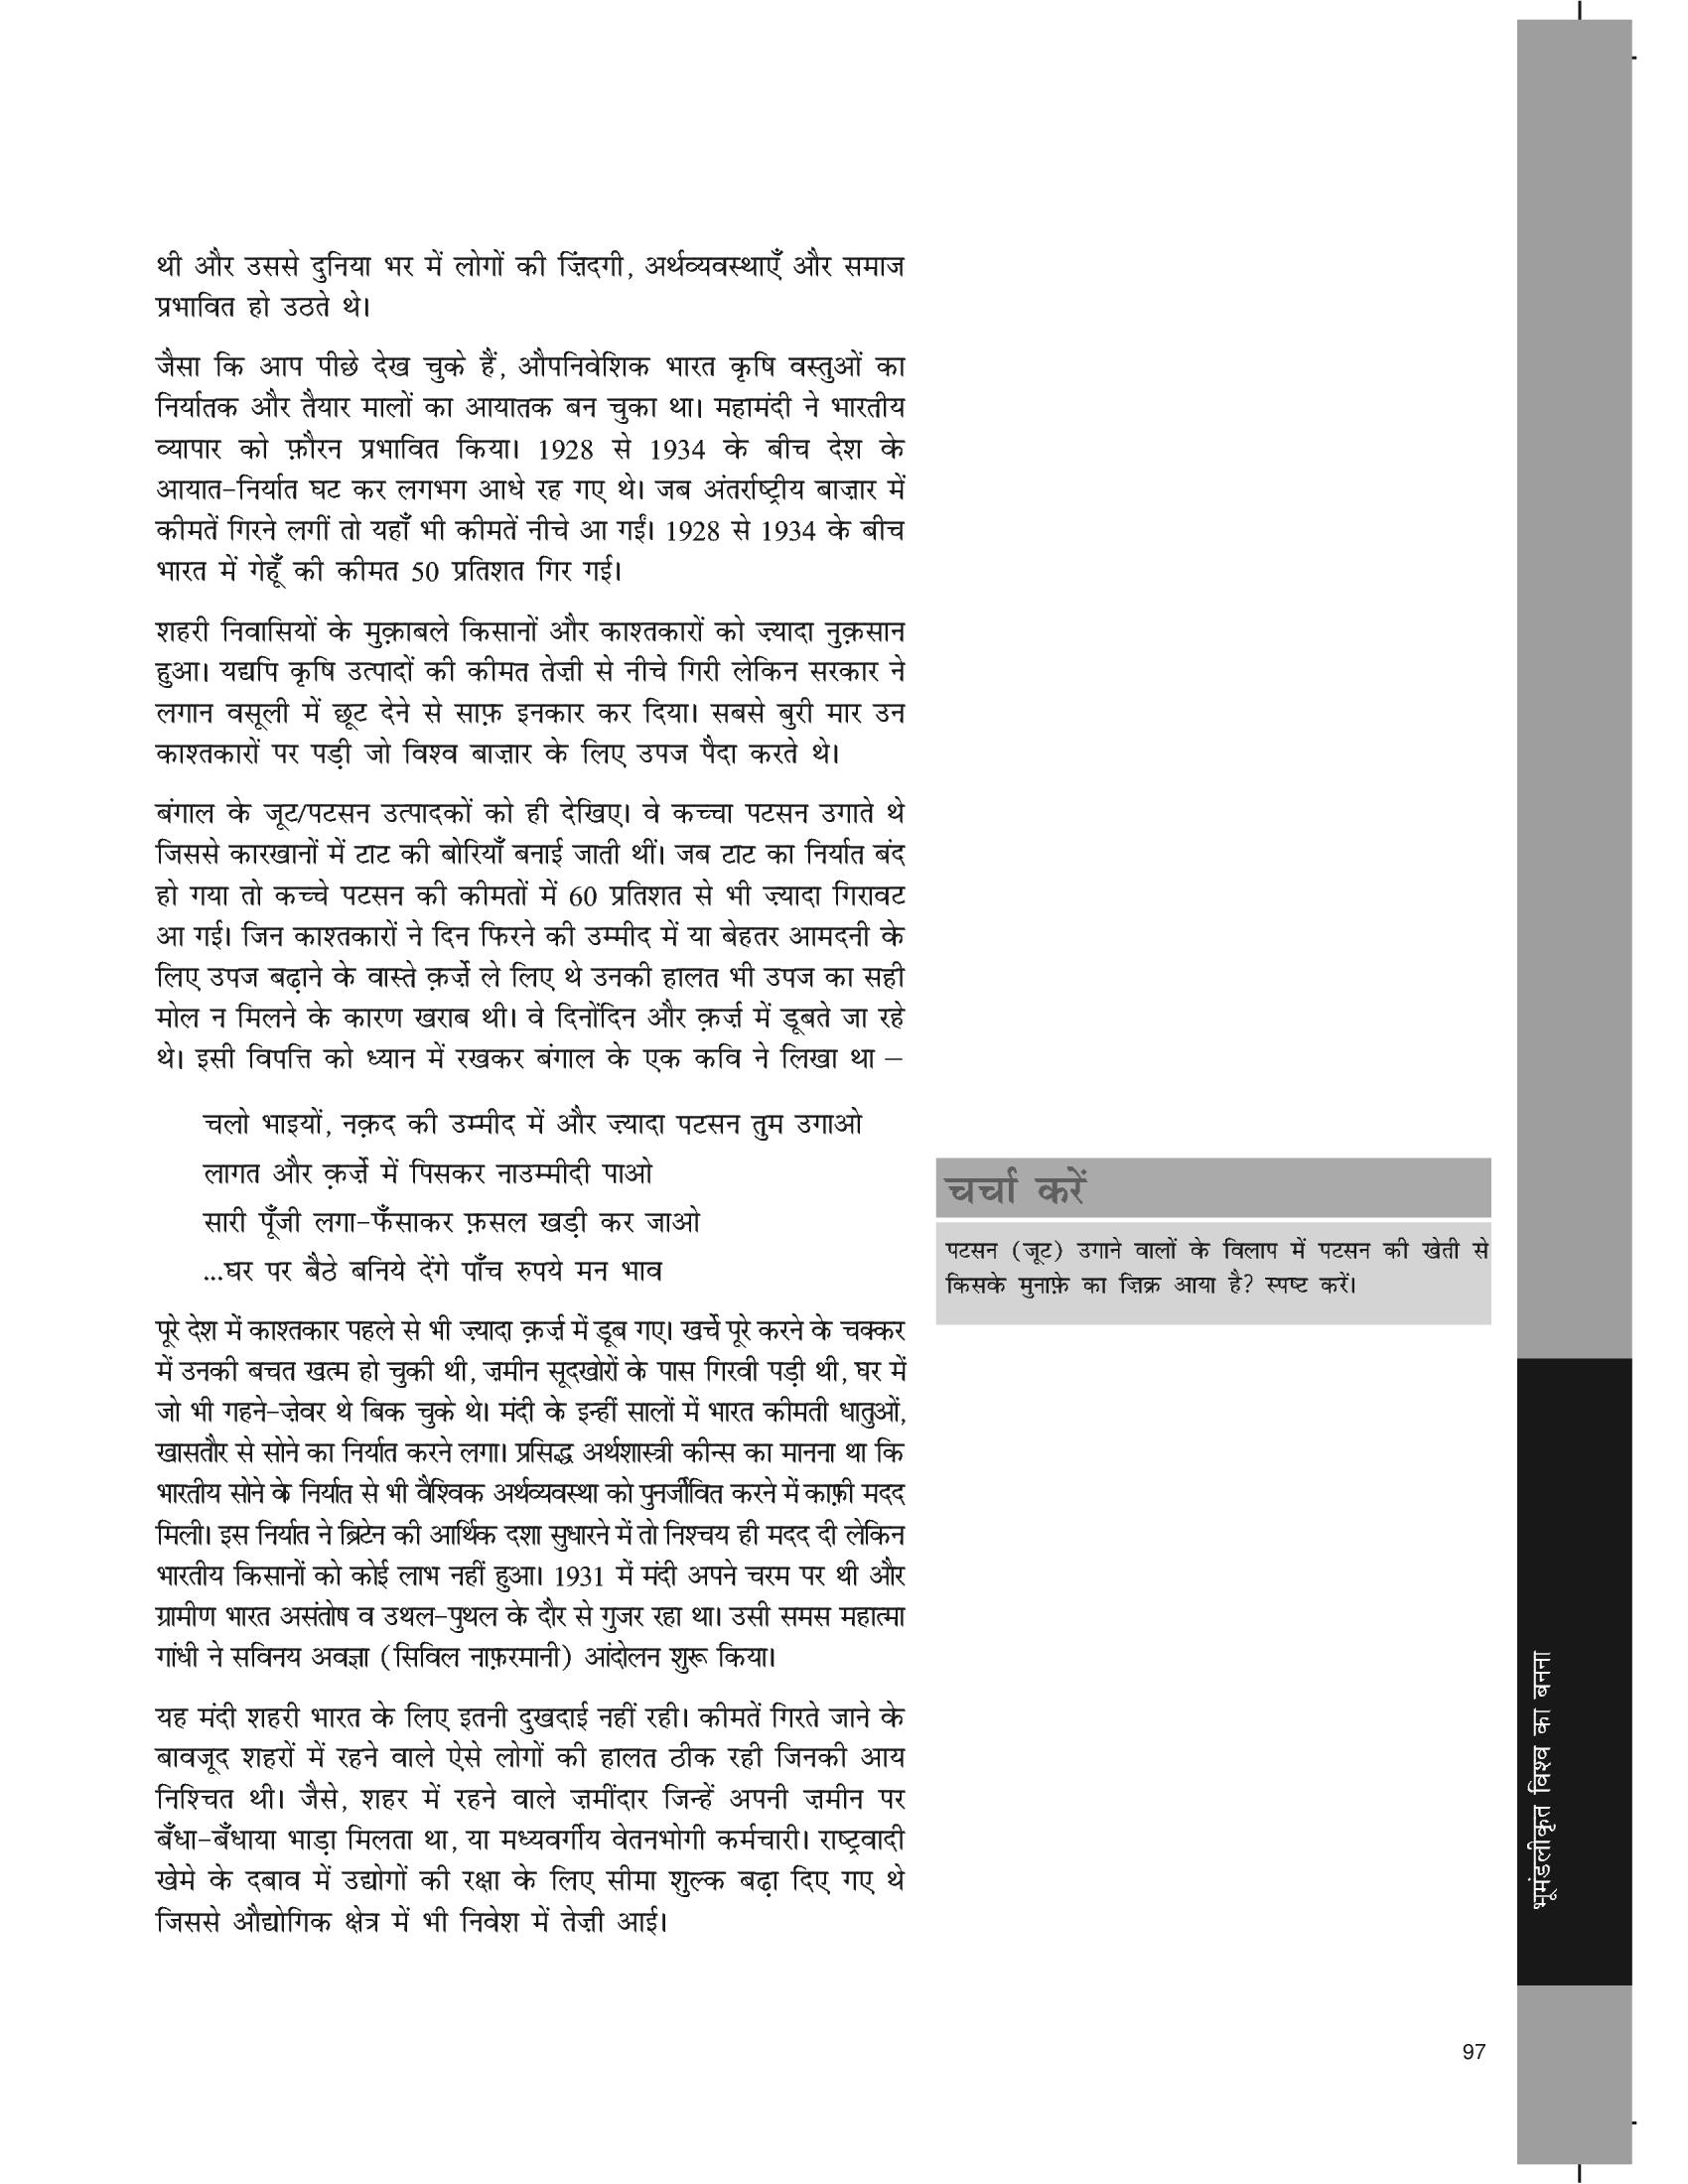 थी और उससे दुनिया भर में लोगों की ज़िंदगी, अर्थव्यवस्थाएँ और समाज
प्रभावित हो उठते थे।
जैसा कि आप पीछे देख चुके हैं, औपनिवेशिक भारत कृषि वस्तुओं का
निर्यातक और तैयार मालों का आयातक बन चुका था। महामंदी ने भारतीय
व्यापार को फ़ौरन प्रभावित किया। 1928 से 1934 के बीच देश के
आयात-निर्यात घट कर लगभग आधे रह गए थे। जब अंतर्राष्ट्रीय बाज़ार में
कीमतें गिरने लगीं तो यहाँ भी कीमतें नीचे आ गईं। 1928 से 1934 के बीच
भारत में गेहूँ की कीमत 50 प्रतिशत गिर गई।
शहरी निवासियों के मुक़ाबले किसानों और काश्तकारों को ज़्यादा नुक़सान
हुआ। यद्यपि कृषि उत्पादों की कीमत तेज़ी से नीचे गिरी लेकिन सरकार ने
लगान वसूली में छूट देने से साफ़ इनकार कर दिया। सबसे बुरी मार उन
काश्तकारों पर पड़ी जो विश्व बाज़ार के लिए उपज पैदा करते थे।
बंगाल के जूट/पटसन उत्पादकों को ही देखिए। वे कच्चा पटसन उगाते थे
जिससे कारखानों में टाट की बोरियाँ बनाई जाती थीं। जब टाट का निर्यात बंद
हो गया तो कच्चे पटसन की कीमतों में 60 प्रतिशत से भी ज़्यादा गिरावट
आ गई। जिन काश्तकारों ने दिन फिरने की उम्मीद में या बेहतर आमदनी के
लिए उपज बढ़ाने के वास्ते क़र्ज़े ले लिए थे उनकी हालत भी उपज का सही
मोल न मिलने के कारण खराब थी। वे दिनोंदिन और क़र्ज़ में डूबते जा रहे
थे। इसी विपत्ति को ध्यान में रखकर बंगाल के एक कवि ने लिखा था –
चलो भाइयों, नक़द की उम्मीद में और ज़्यादा पटसन तुम उगाओ
लागत और क़र्ज़े में पिसकर नाउम्मीदी पाओ
सारी पूँजी लगा-फँसाकर फ़सल खड़ी कर जाओ
...घर पर बैठे बनिये देंगे पाँच रुपये मन भाव
चर्चा करें
पटसन (जूट) उगाने वालों के विलाप में पटसन की खेती से
किसके मुनाफ़े का ज़िक्र आया है? स्पष्ट करें।
पूरे देश में काश्तकार पहले से भी ज़्यादा क़र्ज़ में डूब गए। खर्चे पूरे करने के चक्कर
में उनकी बचत खत्म हो चुकी थी, ज़मीन सूदखोरों के पास गिरवी पड़ी थी, घर में
जो भी गहने-ज़ेवर थे बिक चुके थे। मंदी के इन्हीं सालों में भारत कीमती धातुओं,
खासतौर से सोने का निर्यात करने लगा। प्रसिद्ध अर्थशास्त्री कीन्स का मानना था कि
भारतीय सोने के निर्यात से भी वैश्विक अर्थव्यवस्था को पुनर्जीवित करने में काफ़ी मदद
मिली। इस निर्यात ने ब्रिटेन की आर्थिक दशा सुधारने में तो निश्चय ही मदद दी लेकिन
भारतीय किसानों को कोई लाभ नहीं हुआ। 1931 में मंदी अपने चरम पर थी और
ग्रामीण भारत असंतोष व उथल-पुथल के दौर से गुजर रहा था। उसी समस महात्मा
गांधी ने सविनय अवज्ञा (सिविल नाफ़रमानी) आंदोलन शुरू किया।
यह मंदी शहरी भारत के लिए इतनी दुखदाई नहीं रही। कीमतें गिरते जाने के
बावजूद शहरों में रहने वाले ऐसे लोगों की हालत ठीक रही जिनकी आय
निश्चित थी। जैसे, शहर में रहने वाले ज़मींदार जिन्हें अपनी ज़मीन पर
बँधा-बँधाया भाड़ा मिलता था, या मध्यवर्गीय वेतनभोगी कर्मचारी। राष्ट्रवादी
खेमे के दबाव में उद्योगों की रक्षा के लिए सीमा शुल्क बढ़ा दिए गए थे
जिससे औद्योगिक क्षेत्र में भी निवेश में तेज़ी आई।
भूमंडलीकृत विश्व का बनना
97